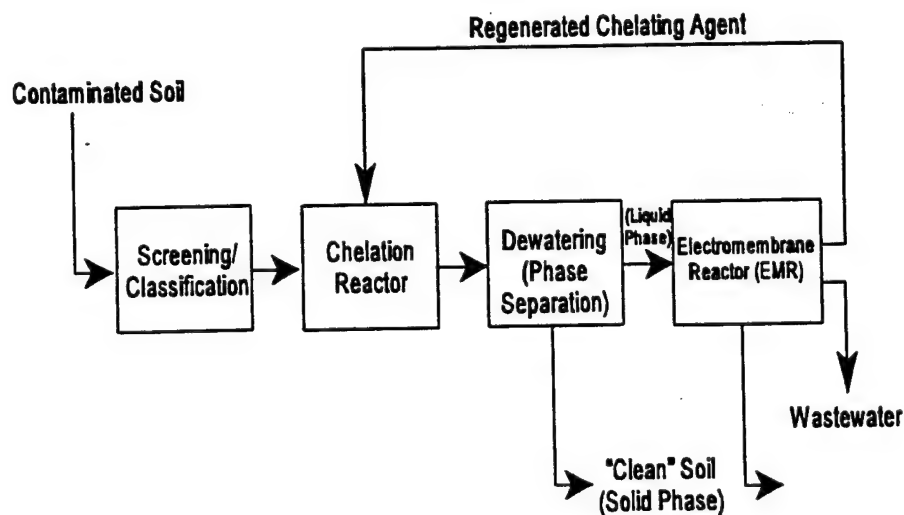 Regenerated Chelating Agent
Contaminated Soil
Screening/
Classification
Chelation
Reactor
Dewatering
(Phase
Separation)
(Liquid
Phase)
Electromembrane
Reactor (EMR)
Wastewater
"Clean" Soil
(Solid Phase)